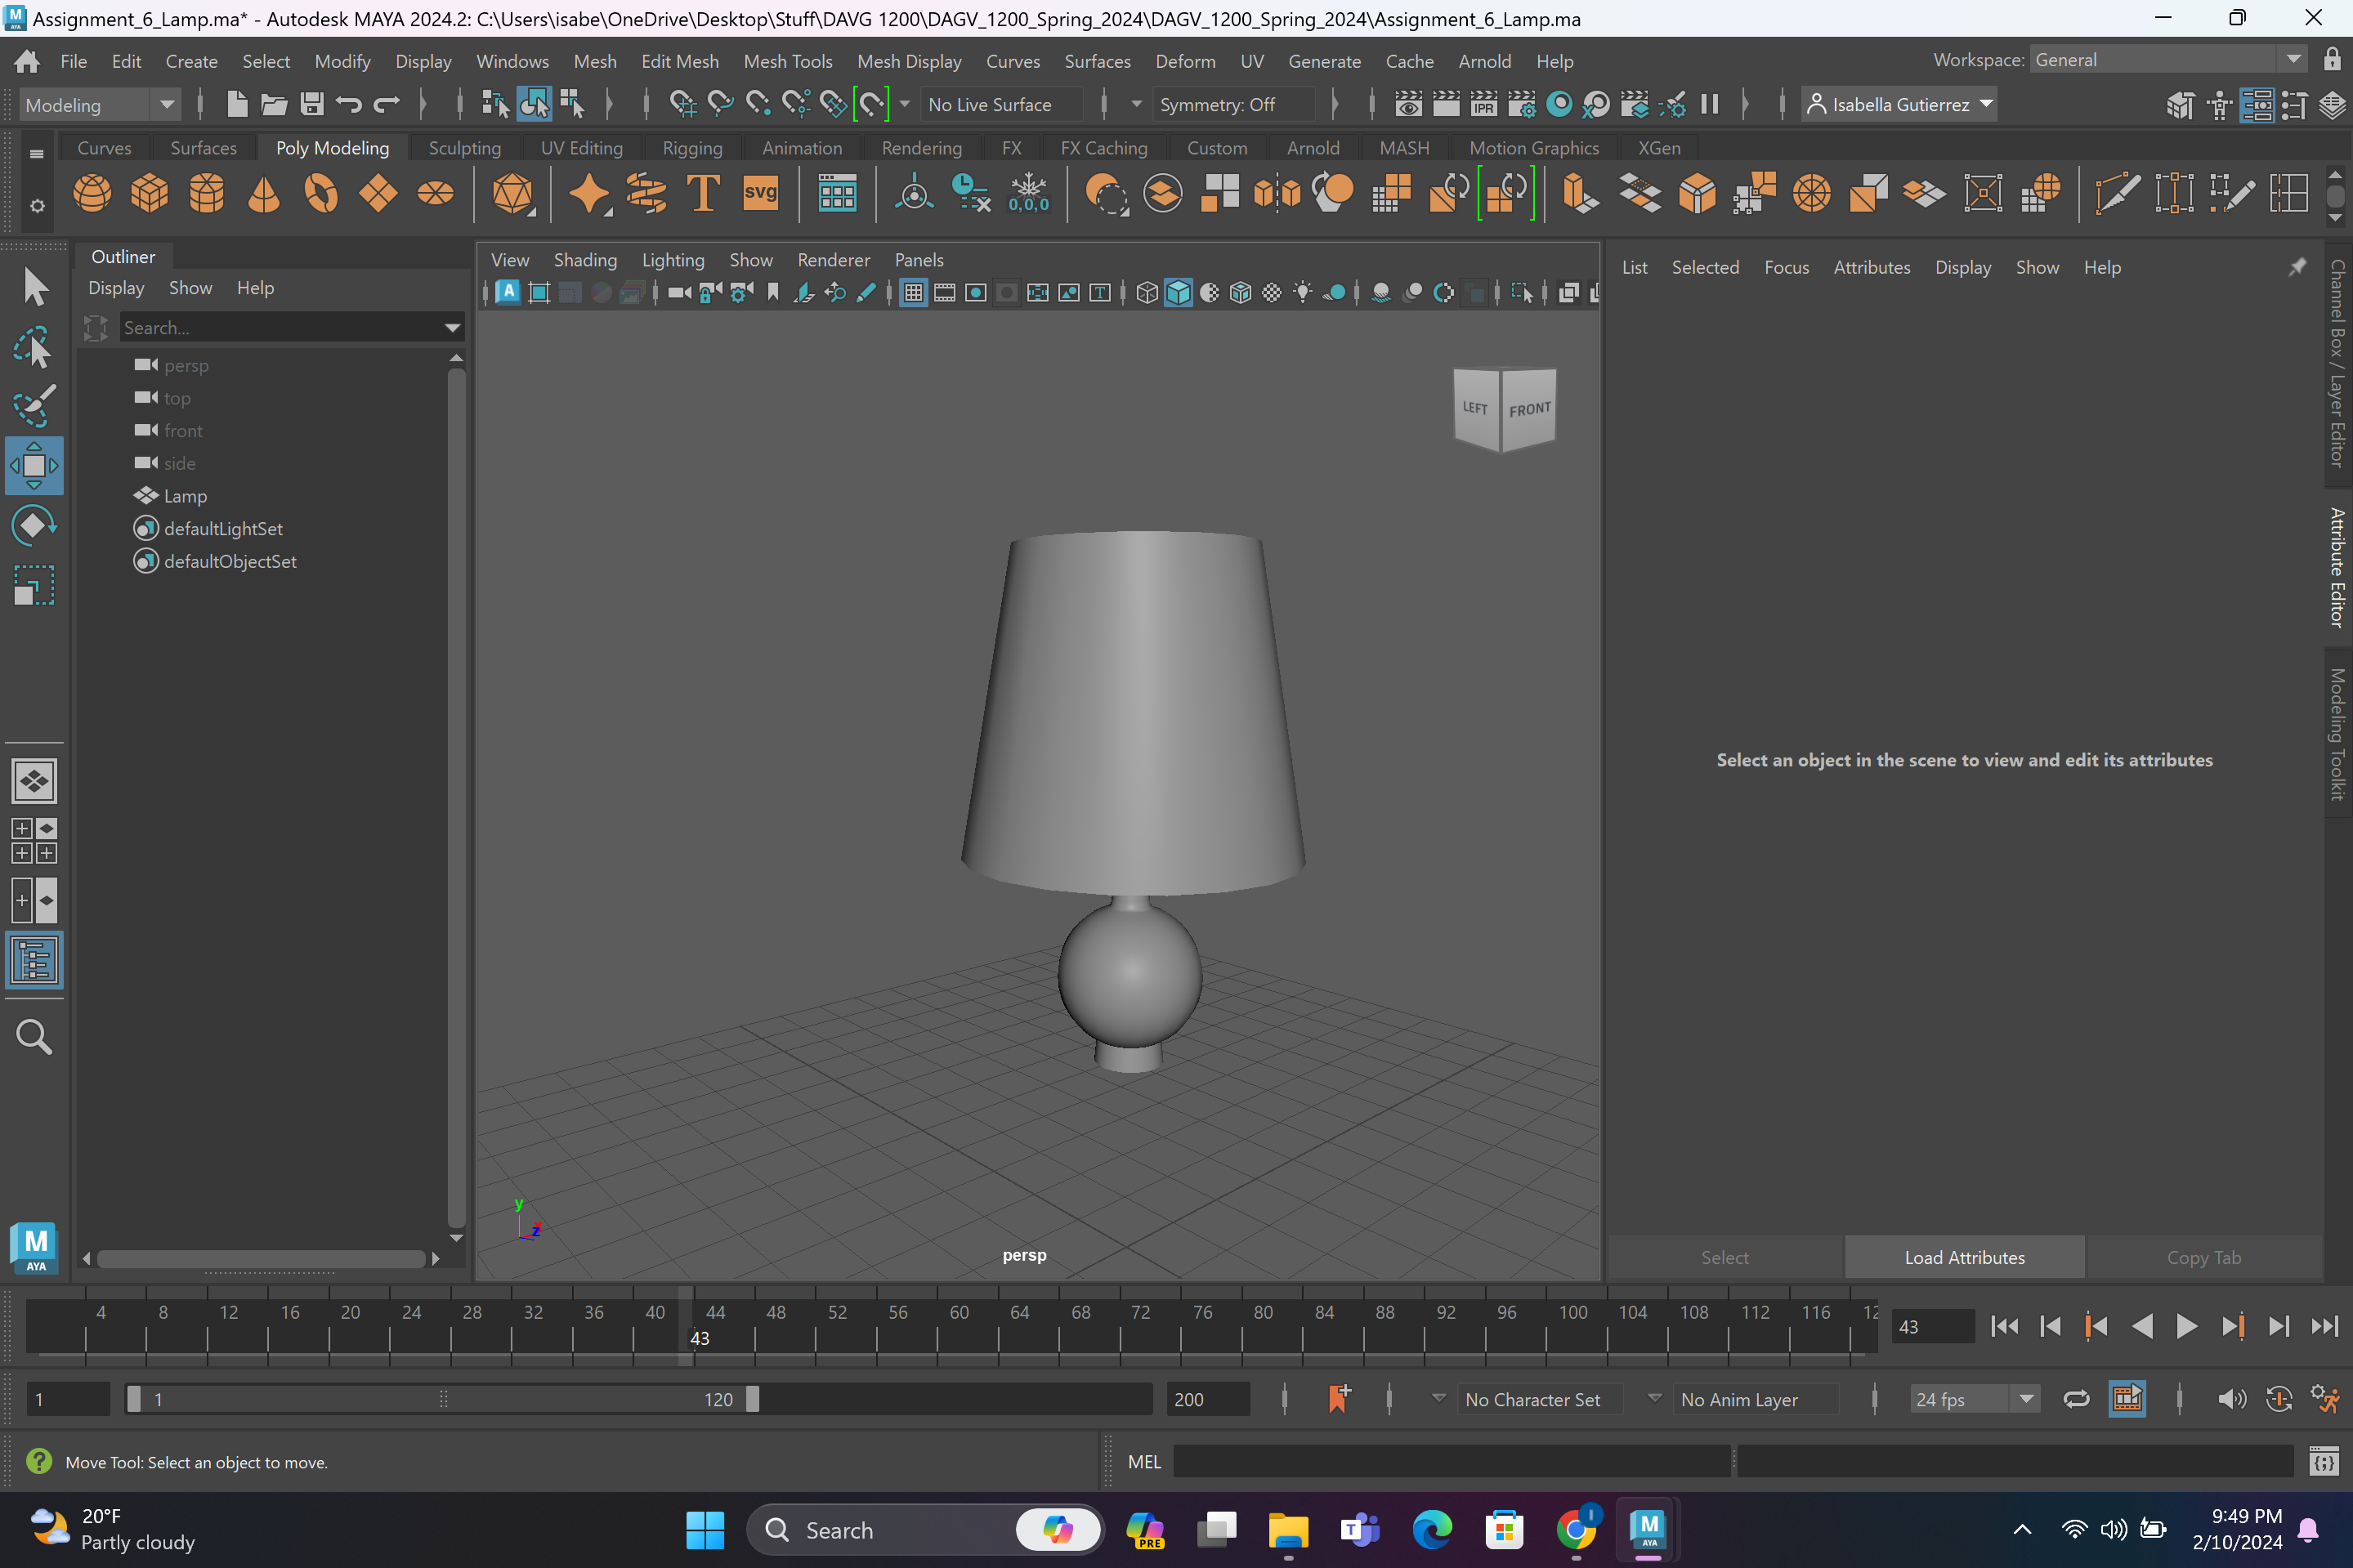 Assignment_6_Lamp.ma* - Autodesk MAYA 2024.2: C:\Users\isabe\OneDrive\Desktop\Stuff\DAVG 1200\DAGV_1200_Spring_2024\DAGV_1200_Spring_2024\Assignment_6_Lamp.ma
File Edit Create Select Modify Display Windows Mesh Edit Mesh Mesh Tools Mesh Display Curves Surfaces Deform UV Generate Cache Arnold Help
Workspace: General
Modeling
No Live Surface
Symmetry: Off
IPR
Isabella Gutierrez
Curves Surfaces Poly Modeling Sculpting UV Editing Rigging Animation Rendering FX FX Caching Custom Arnold MASH Motion Graphics XGen
T
svg
0,0,0
Outliner
Display Show Help
Search...
persp
top
front
side
Lamp
defaultLightSet
defaultObjectSet
View Shading Lighting Show Renderer Panels
A
T
LEFT
FRONT
y
z
persp
List Selected Focus Attributes Display Show Help
Select an object in the scene to view and edit its attributes
Select
Load Attributes
Copy Tab
Channel Box / Layer Editor
Attribute Editor
Modeling Toolkit
M
AYA
4 8 12 16 20 24 28 32 36 40 44 48 52 56 60 64 68 72 76 80 84 88 92 96 100 104 108 112 116 12
43
43
1
1
120
200
No Character Set
No Anim Layer
24 fps
Move Tool: Select an object to move.
MEL
20°F
Partly cloudy
Search
PRE
T
M
AYA
9:49 PM
2/10/2024